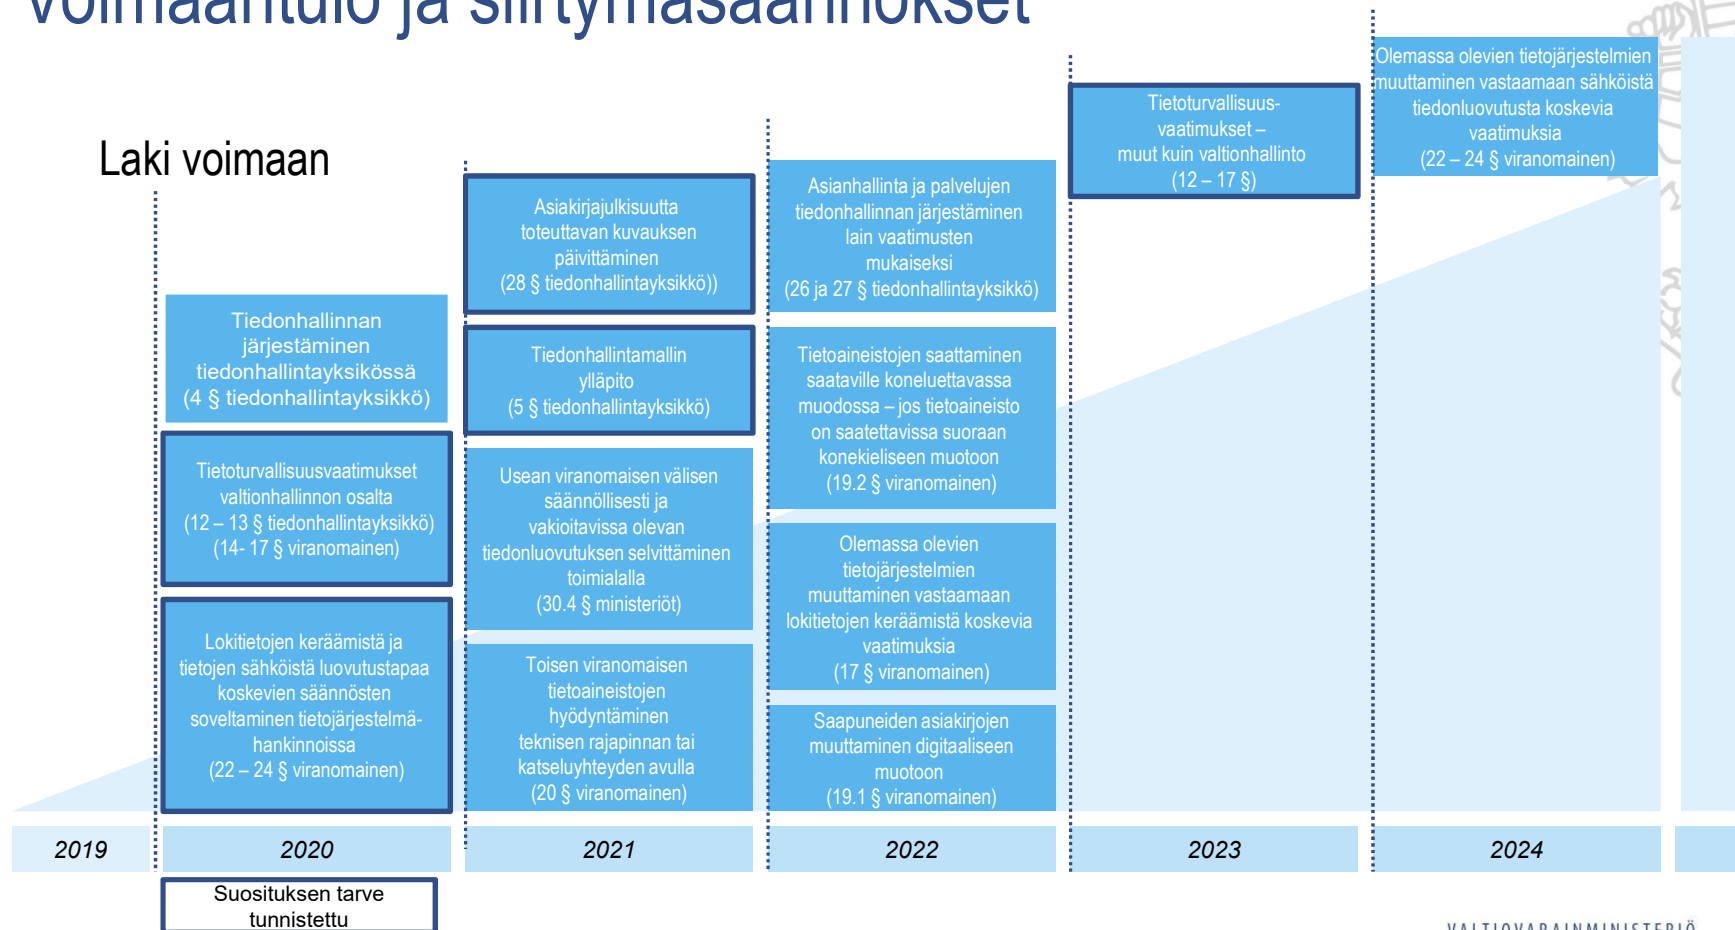 Voimaantulo ja siirtymäsäännökset
Laki voimaan
Tiedonhallinnan
järjestäminen
tiedonhallintayksikössä
(4 § tiedonhallintayksikkö)
Tietoturvallisuusvaatimukset
valtionhallinnon osalta
(12 – 13 § tiedonhallintayksikkö)
(14- 17 § viranomainen)
Lokitietojen keräämistä ja
tietojen sähköistä luovutustapaa
koskevien säännösten
soveltaminen tietojärjestelmä-
hankinnoissa
(22 – 24 § viranomainen)
Asiakirjajulkisuutta
toteuttavan kuvauksen
päivittäminen
(28 § tiedonhallintayksikkö))
Tiedonhallintamallin
ylläpito
(5 § tiedonhallintayksikkö)
Usean viranomaisen välisen
säännöllisesti ja
vakioitavissa olevan
tiedonluovutuksen selvittäminen
toimialalla
(30.4 § ministeriöt)
Toisen viranomaisen
tietoaineistojen
hyödyntäminen
teknisen rajapinnan tai
katseluyhteyden avulla
(20 § viranomainen)
Asianhallinta ja palvelujen
tiedonhallinnan järjestäminen
lain vaatimusten
mukaiseksi
(26 ja 27 § tiedonhallintayksikkö)
Tietoaineistojen saattaminen
saataville koneluettavassa
muodossa – jos tietoaineisto
on saatettavissa suoraan
konekieliseen muotoon
(19.2 § viranomainen)
Olemassa olevien
tietojärjestelmien
muuttaminen vastaamaan
lokitietojen keräämistä koskevia
vaatimuksia
(17 § viranomainen)
Saapuneiden asiakirjojen
muuttaminen digitaaliseen
muotoon
(19.1 § viranomainen)
Tietoturvallisuus-
vaatimukset –
muut kuin valtionhallinto
(12 – 17 §)
Olemassa olevien tietojärjestelmien
muuttaminen vastaamaan sähköistä
tiedonluovutusta koskevia
vaatimuksia
(22 – 24 § viranomainen)
2019
2020
2021
2022
2023
2024
Suosituksen tarve
tunnistettu
VALTIOVARAINMINISTERIÖ